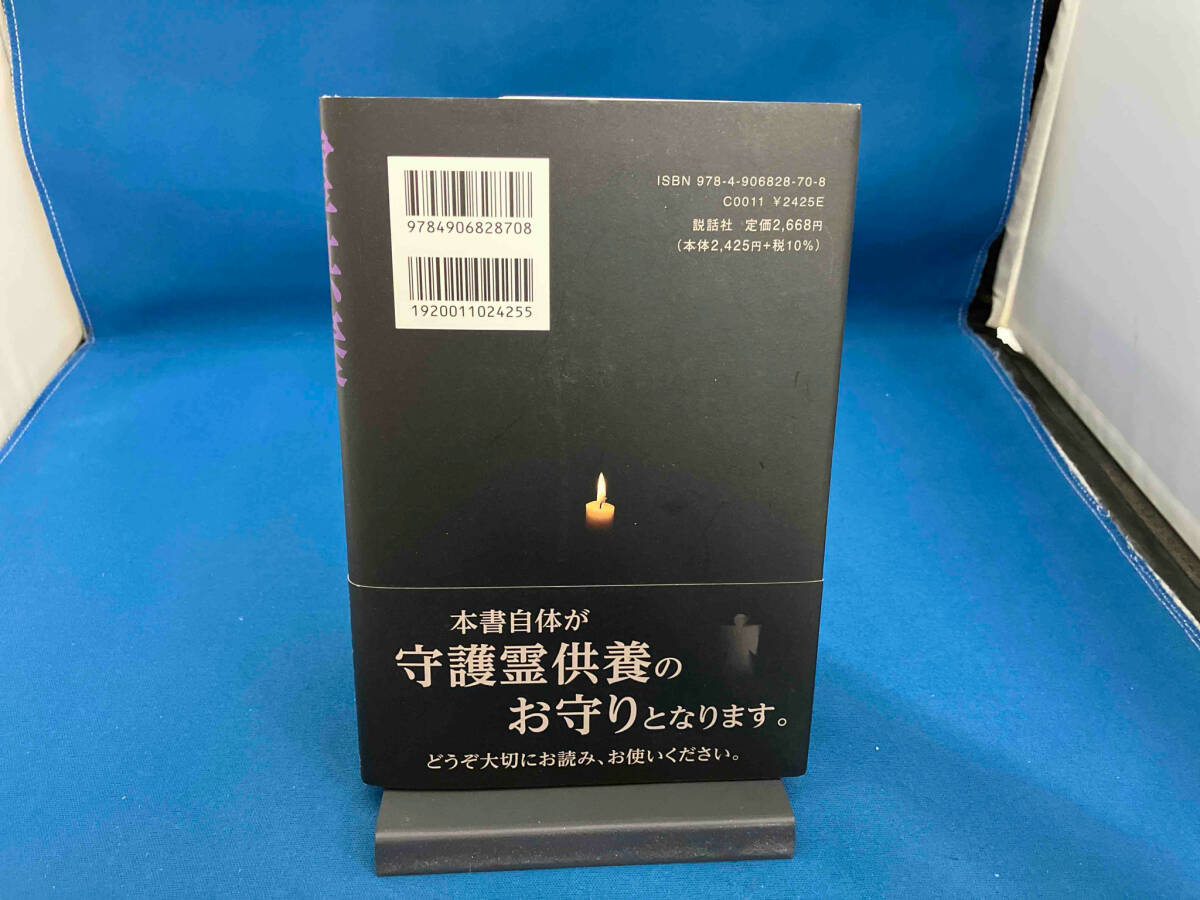 9784906828708
1920011024255
ISBN 978-4-906828-70-8
C0011 ¥2425E
説話社 定価2,668円
(本体2,425円+税10%)
本書自体が
守護霊供養の
お守りとなります。
どうぞ大切にお読み、お使いください。